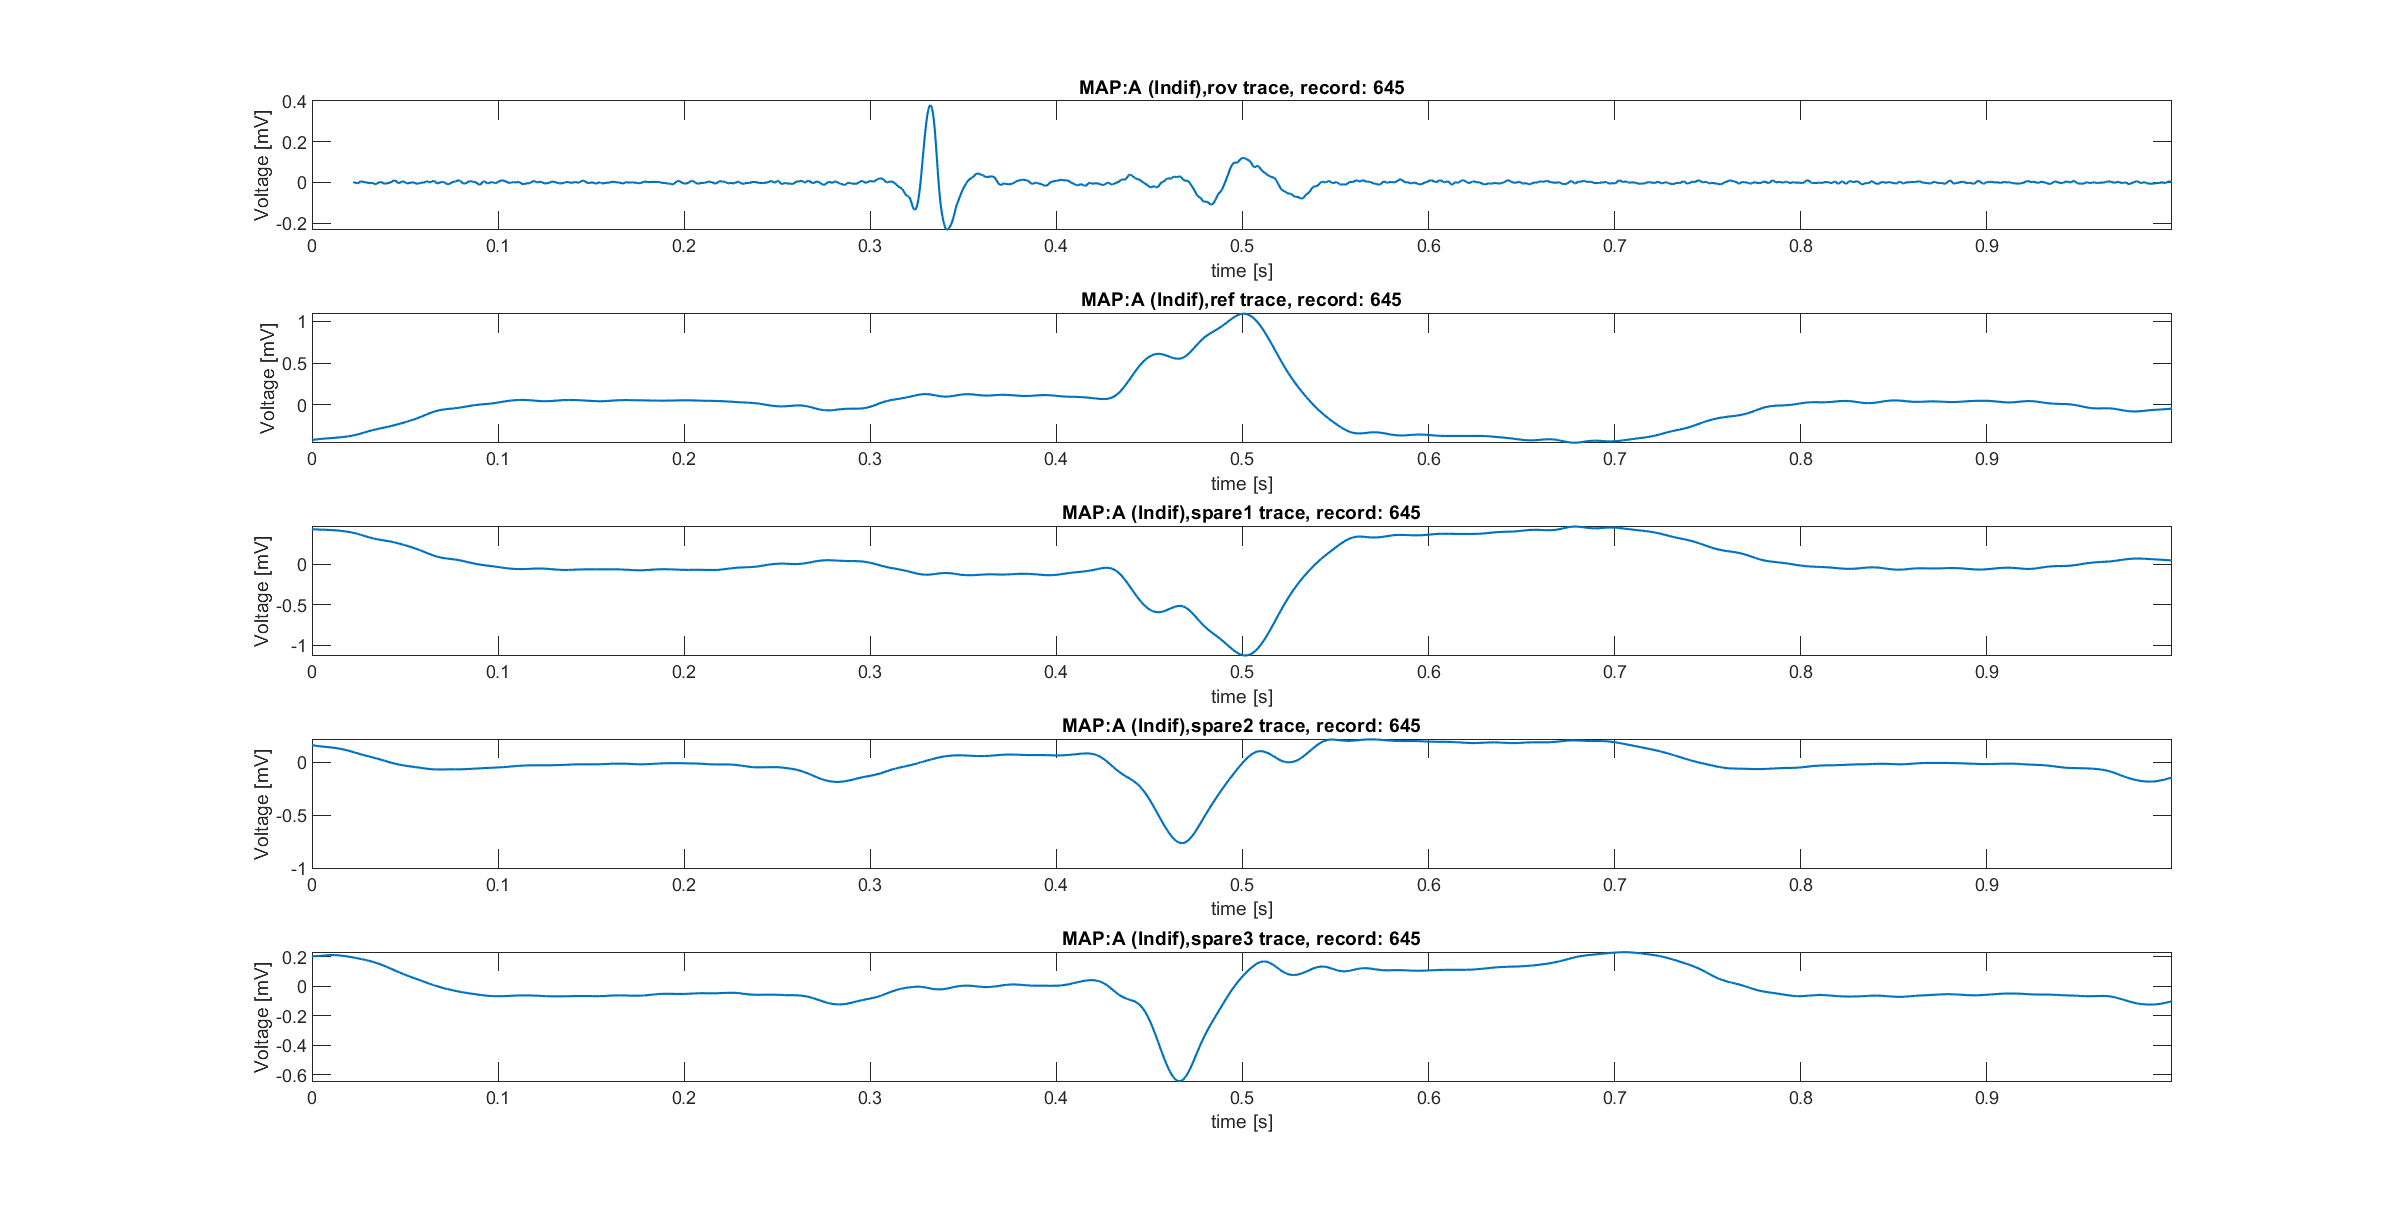 MAP:A (Indif),rov trace, record: 645
Voltage [mV]
0.4
0.2
0
-0.2
0 0.1 0.2 0.3 0.4 0.5 0.6 0.7 0.8 0.9
time [s]
MAP:A (Indif),ref trace, record: 645
Voltage [mV]
1
0.5
0
0 0.1 0.2 0.3 0.4 0.5 0.6 0.7 0.8 0.9
time [s]
MAP:A (Indif),spare1 trace, record: 645
Voltage [mV]
0
-0.5
-1
0 0.1 0.2 0.3 0.4 0.5 0.6 0.7 0.8 0.9
time [s]
MAP:A (Indif),spare2 trace, record: 645
Voltage [mV]
0
-0.5
-1
0 0.1 0.2 0.3 0.4 0.5 0.6 0.7 0.8 0.9
time [s]
MAP:A (Indif),spare3 trace, record: 645
Voltage [mV]
0.2
0
-0.2
-0.4
-0.6
0 0.1 0.2 0.3 0.4 0.5 0.6 0.7 0.8 0.9
time [s]